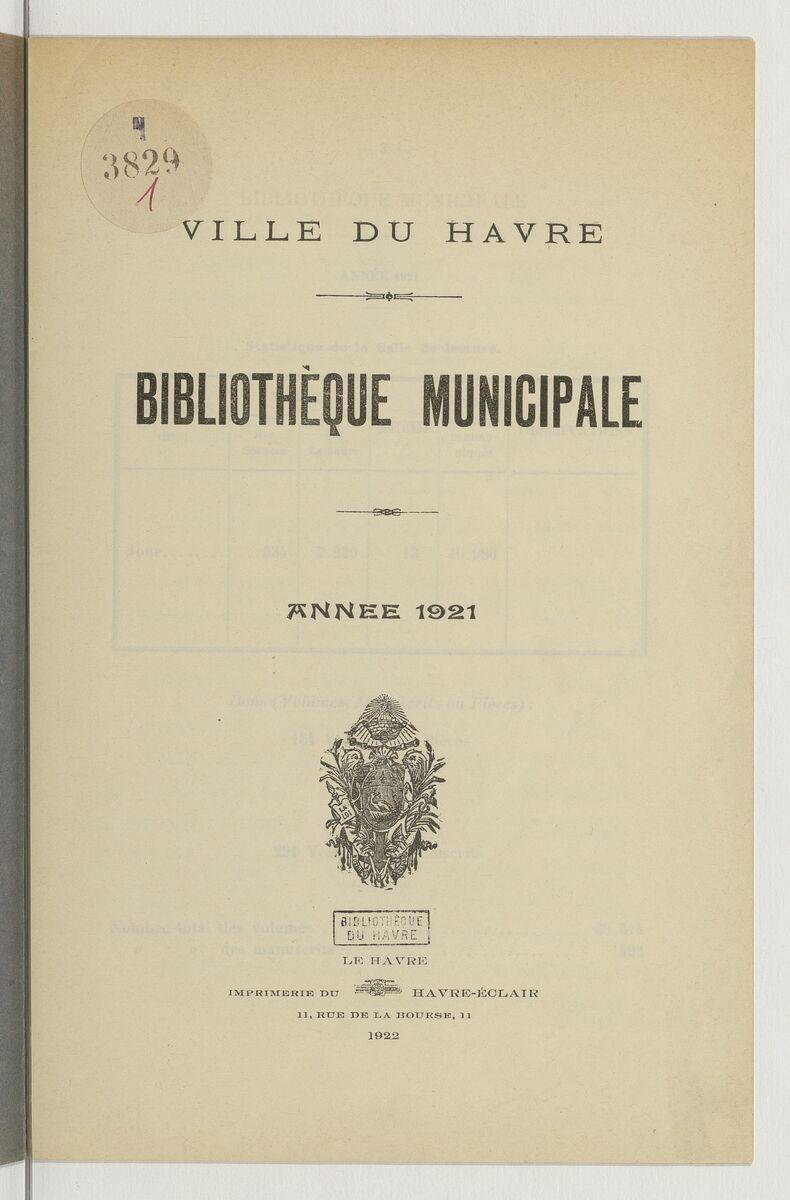 3829
1
VILLE DU HAVRE
BIBLIOTHÈQUE MUNICIPALE
ANNEE 1921
BIBLIOTHÈQUE
DU HAVRE
LE HAVRE
IMPRIMERIE DU HAVRE-ÉCLAIR
11, RUE DE LA BOURSE, 11
1922